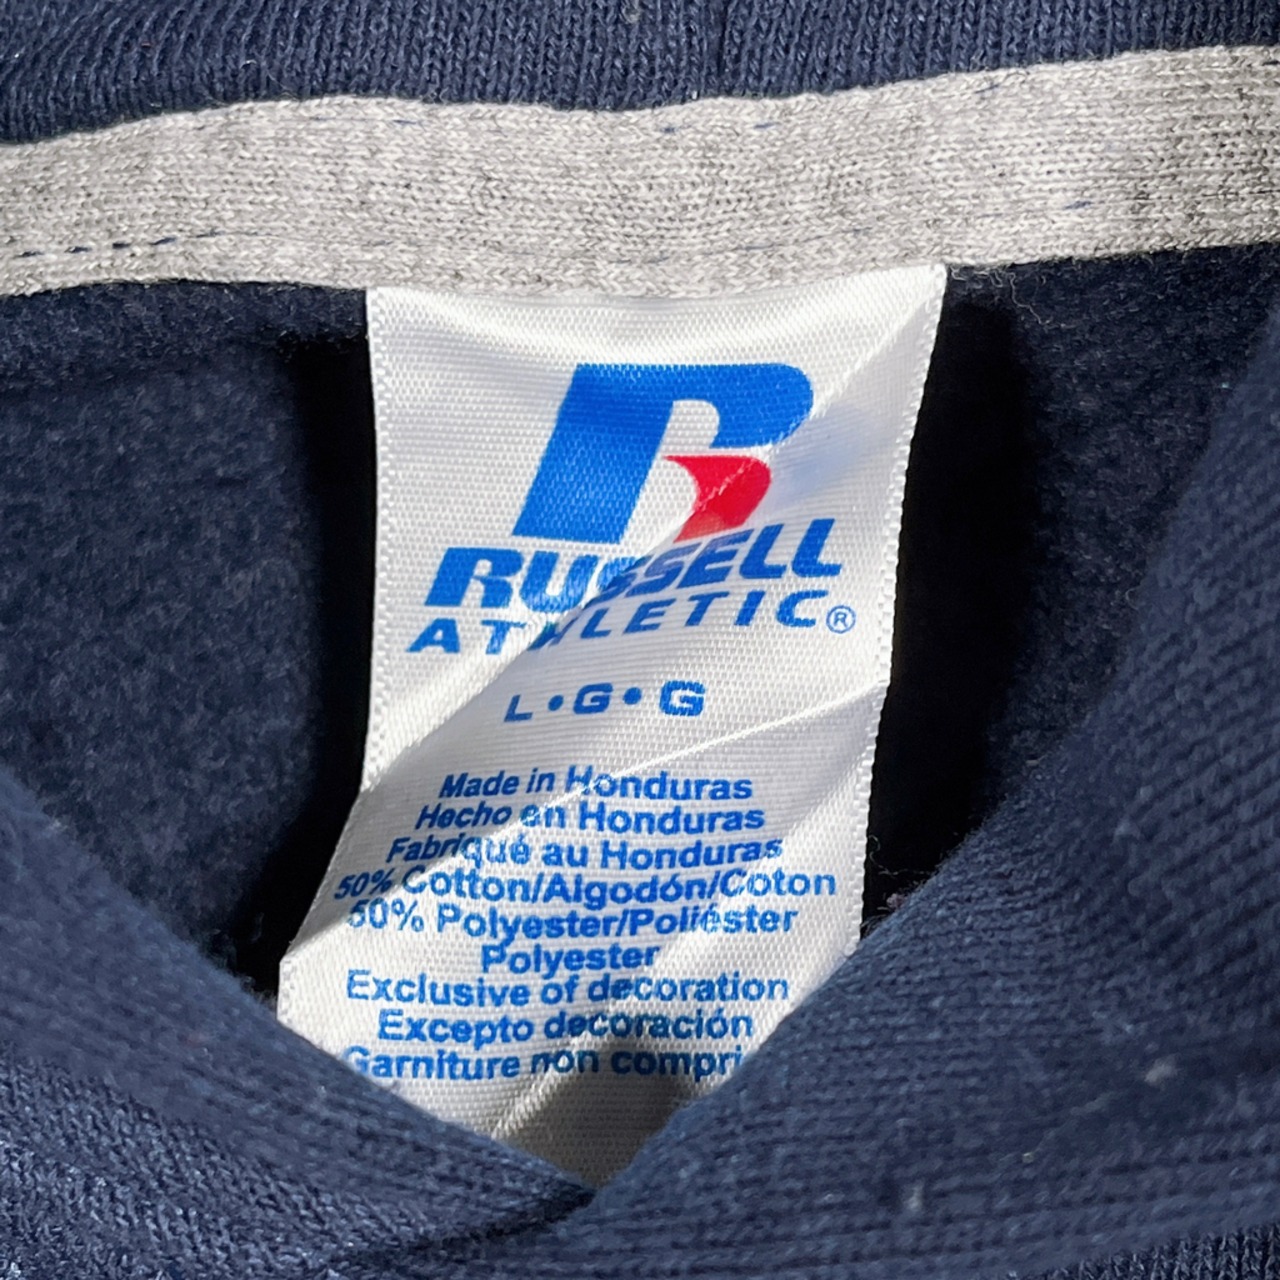 R
RUSSELL
ATHLETIC®
L•G•G
Made in Honduras
Hecho en Honduras
Fabriqué au Honduras
50% Cotton/Algodón/Coton
50% Polyester/Poliéster
Polyester
Exclusive of decoration
Excepto decoración
Garniture non